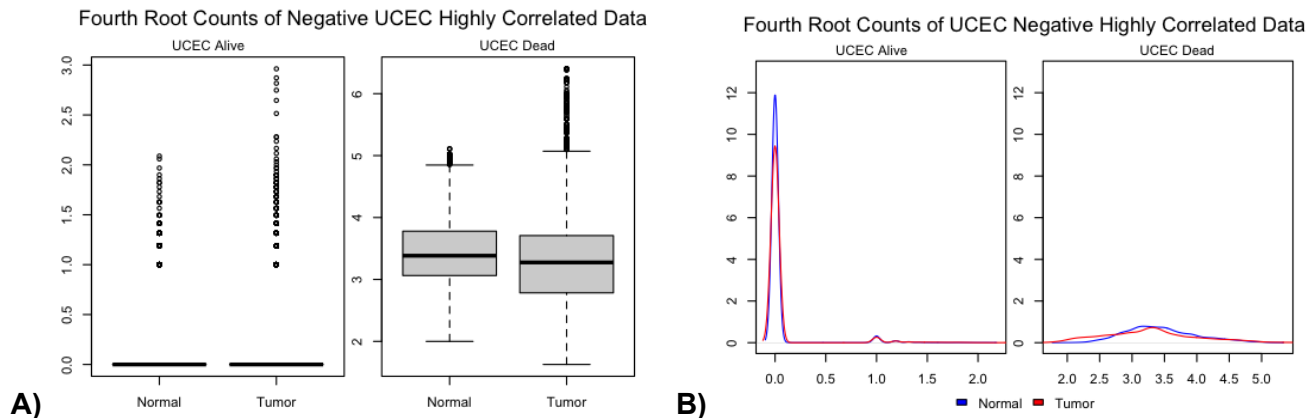 Fourth Root Counts of Negative UCEC Highly Correlated Data
UCEC Alive
UCEC Dead
3.0
2.5
2.0
1.5
1.0
0.5
0.0
6
5
4
3
2
Normal
Tumor
Normal
Tumor
A)
Fourth Root Counts of UCEC Negative Highly Correlated Data
UCEC Alive
UCEC Dead
12
10
8
6
4
2
0
12
10
8
6
4
2
0
0.0 0.5 1.0 1.5 2.0
2.0 2.5 3.0 3.5 4.0 4.5 5.0
Normal Tumor
B)